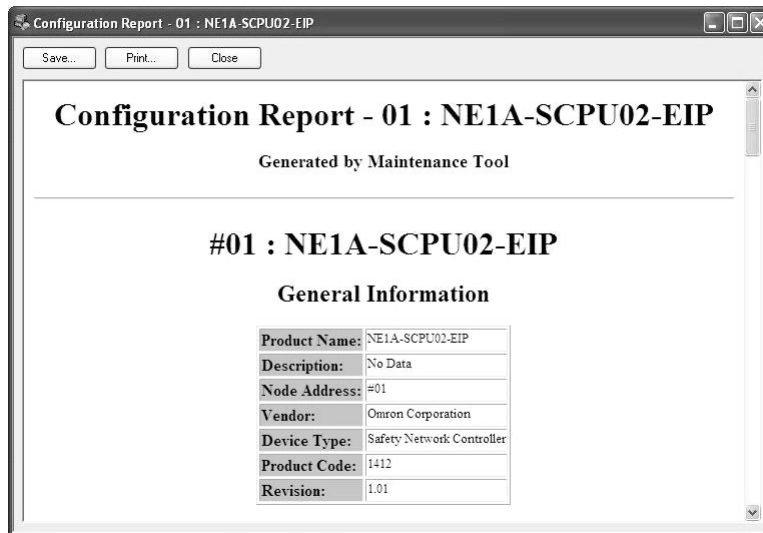 Configuration Report - 01 : NE1A-SCPU02-EIP
Save... Print... Close
Configuration Report - 01 : NE1A-SCPU02-EIP
Generated by Maintenance Tool
#01 : NE1A-SCPU02-EIP
General Information
Product Name: NE1A-SCPU02-EIP
Description: No Data
Node Address: #01
Vendor: Omron Corporation
Device Type: Safety Network Controller
Product Code: 1412
Revision: 1.01